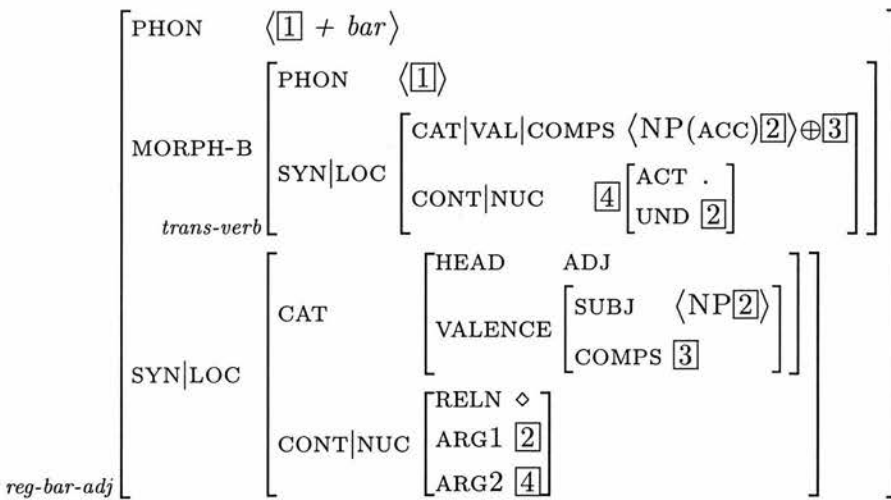 PHON ⟨[1] + bar⟩
PHON ⟨[1]⟩
CAT|VAL|COMPS ⟨NP(ACC)[2]⟩⊕[3]
MORPH-B
SYN|LOC
CONT|NUC [4] [ACT .
UND [2]]
trans-verb
HEAD ADJ
CAT
SUBJ ⟨NP[2]⟩
VALENCE
COMPS [3]
SYN|LOC
RELN ⋄
CONT|NUC ARG1 [2]
ARG2 [4]
reg-bar-adj